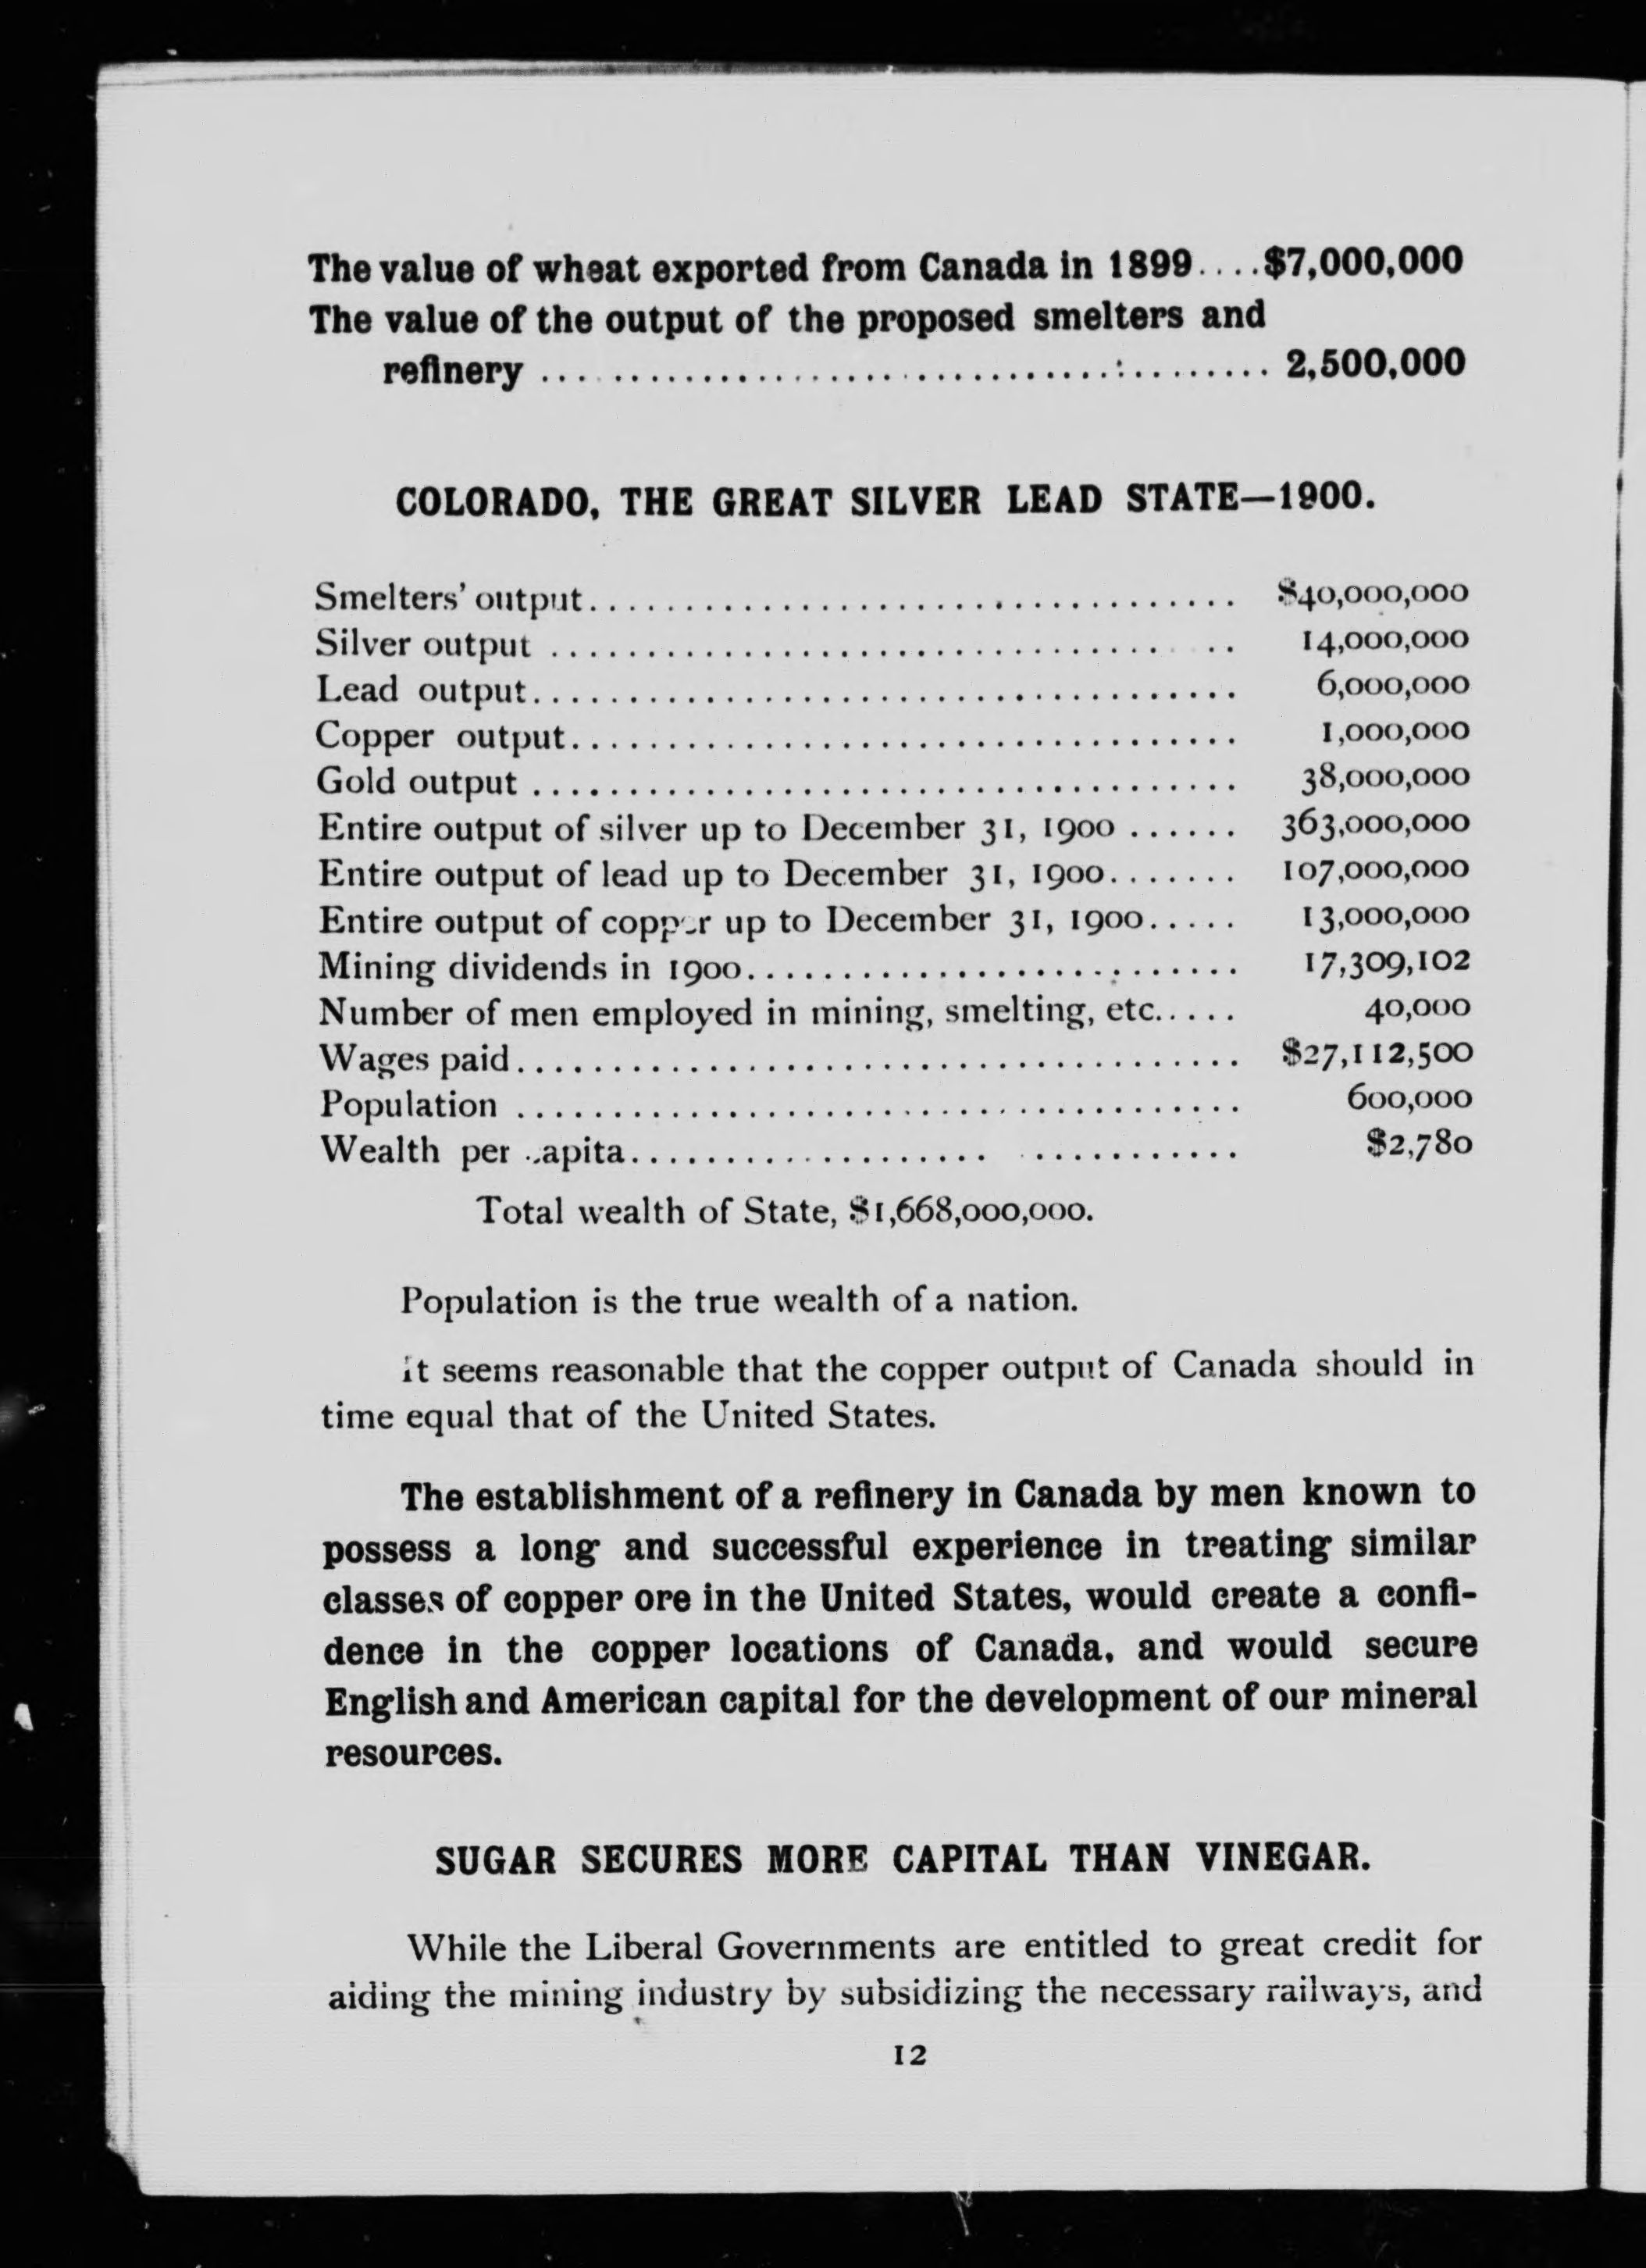 The value of wheat exported from Canada in 1899....$7,000,000
The value of the output of the proposed smelters and
refinery .......................................... 2,500,000
COLORADO, THE GREAT SILVER LEAD STATE—1900.
Smelters' output.................................. $40,000,000
Silver output .................................... 14,000,000
Lead output..................................... 6,000,000
Copper output................................... 1,000,000
Gold output ..................................... 38,000,000
Entire output of silver up to December 31, 1900 ...... 363,000,000
Entire output of lead up to December 31, 1900....... 107,000,000
Entire output of copper up to December 31, 1900..... 13,000,000
Mining dividends in 1900.......................... 17,309,102
Number of men employed in mining, smelting, etc..... 40,000
Wages paid...................................... $27,112,500
Population ...................................... 600,000
Wealth per capita................................ $2,780
Total wealth of State, $1,668,000,000.
Population is the true wealth of a nation.
It seems reasonable that the copper output of Canada should in
time equal that of the United States.
The establishment of a refinery in Canada by men known to
possess a long and successful experience in treating similar
classes of copper ore in the United States, would create a confi-
dence in the copper locations of Canada, and would secure
English and American capital for the development of our mineral
resources.
SUGAR SECURES MORE CAPITAL THAN VINEGAR.
While the Liberal Governments are entitled to great credit for
aiding the mining industry by subsidizing the necessary railways, and
12